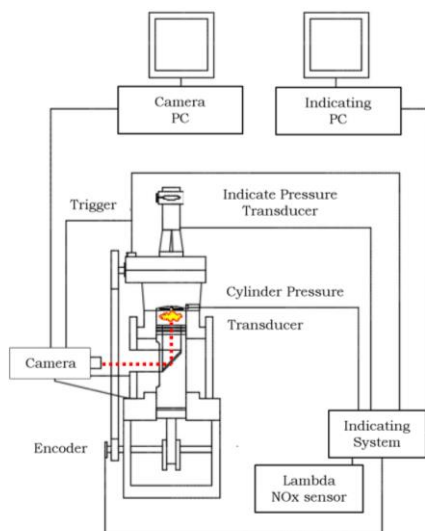 Camera
PC
Indicating
PC
Trigger
Indicate Pressure
Transducer
Cylinder Pressure
Transducer
Camera
Encoder
Indicating
System
Lambda
NOx sensor